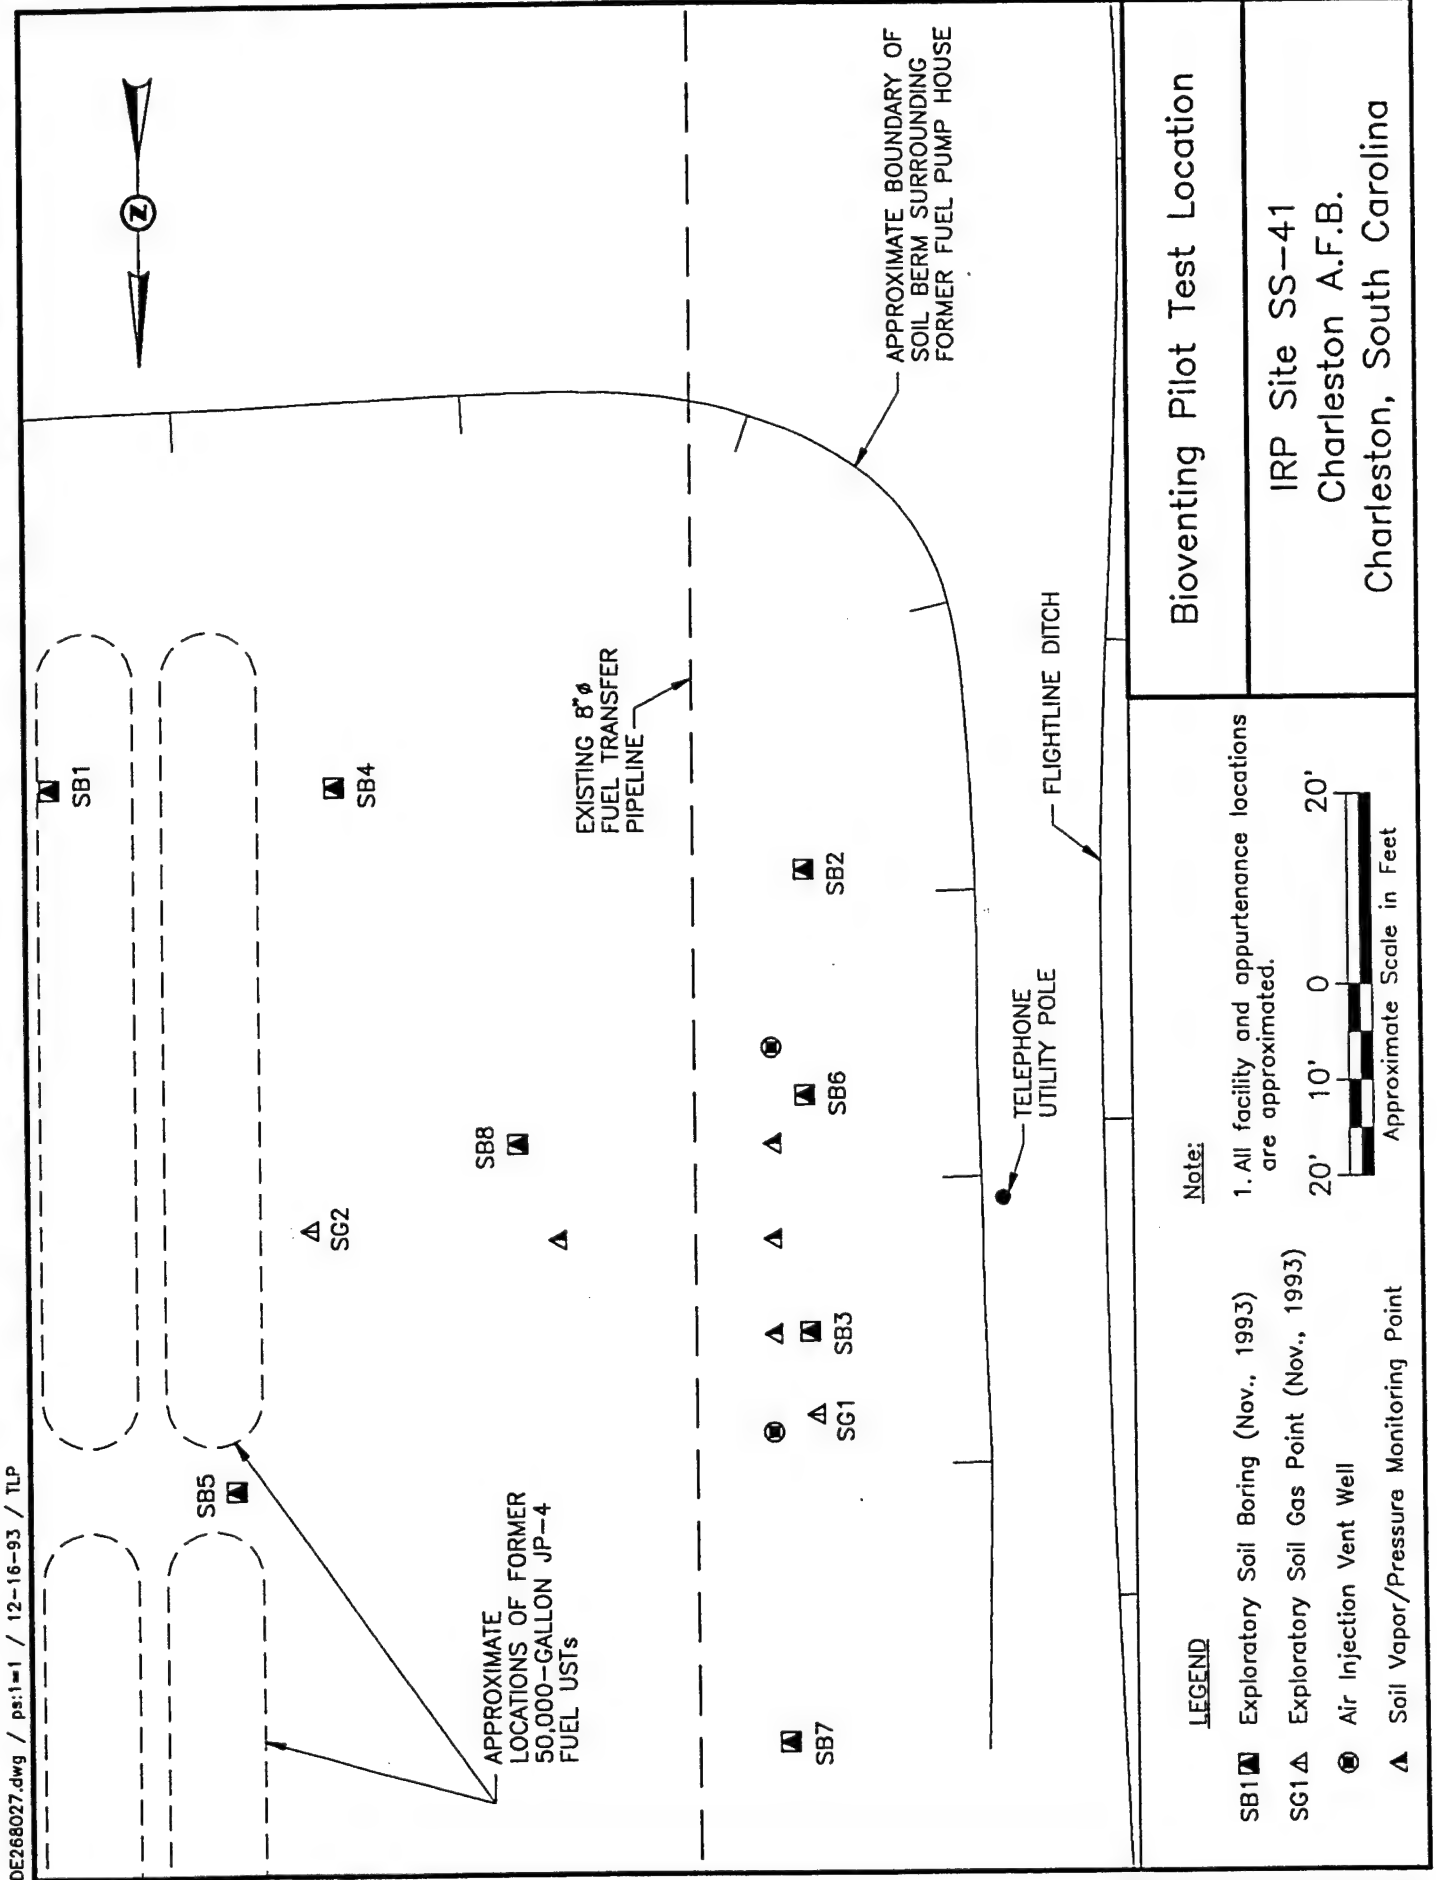 DE268027.dwg / ps:1=1 / 12-16-93 / TLP
N
SB1
SB4
SB5
SG2
SB8
EXISTING 8"ø
FUEL TRANSFER
PIPELINE
APPROXIMATE BOUNDARY OF
SOIL BERM SURROUNDING
FORMER FUEL PUMP HOUSE
APPROXIMATE
LOCATIONS OF FORMER
50,000-GALLON JP-4
FUEL USTs
SB7
SG1
SB3
SB6
SB2
TELEPHONE
UTILITY POLE
FLIGHTLINE DITCH
LEGEND
SB1 Exploratory Soil Boring (Nov., 1993)
SG1 Exploratory Soil Gas Point (Nov., 1993)
Air Injection Vent Well
Soil Vapor/Pressure Monitoring Point
Note:
1. All facility and appurtenance locations
are approximated.
20' 10' 0 20'
Approximate Scale in Feet
Bioventing Pilot Test Location
IRP Site SS-41
Charleston A.F.B.
Charleston, South Carolina